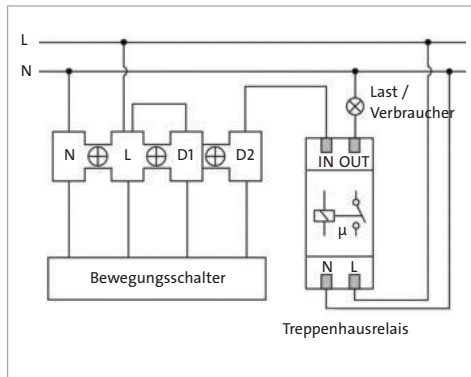 L
N
Last /
Verbraucher
N L D1 D2
IN OUT
µ
N L
Bewegungsschalter
Treppenhausrelais